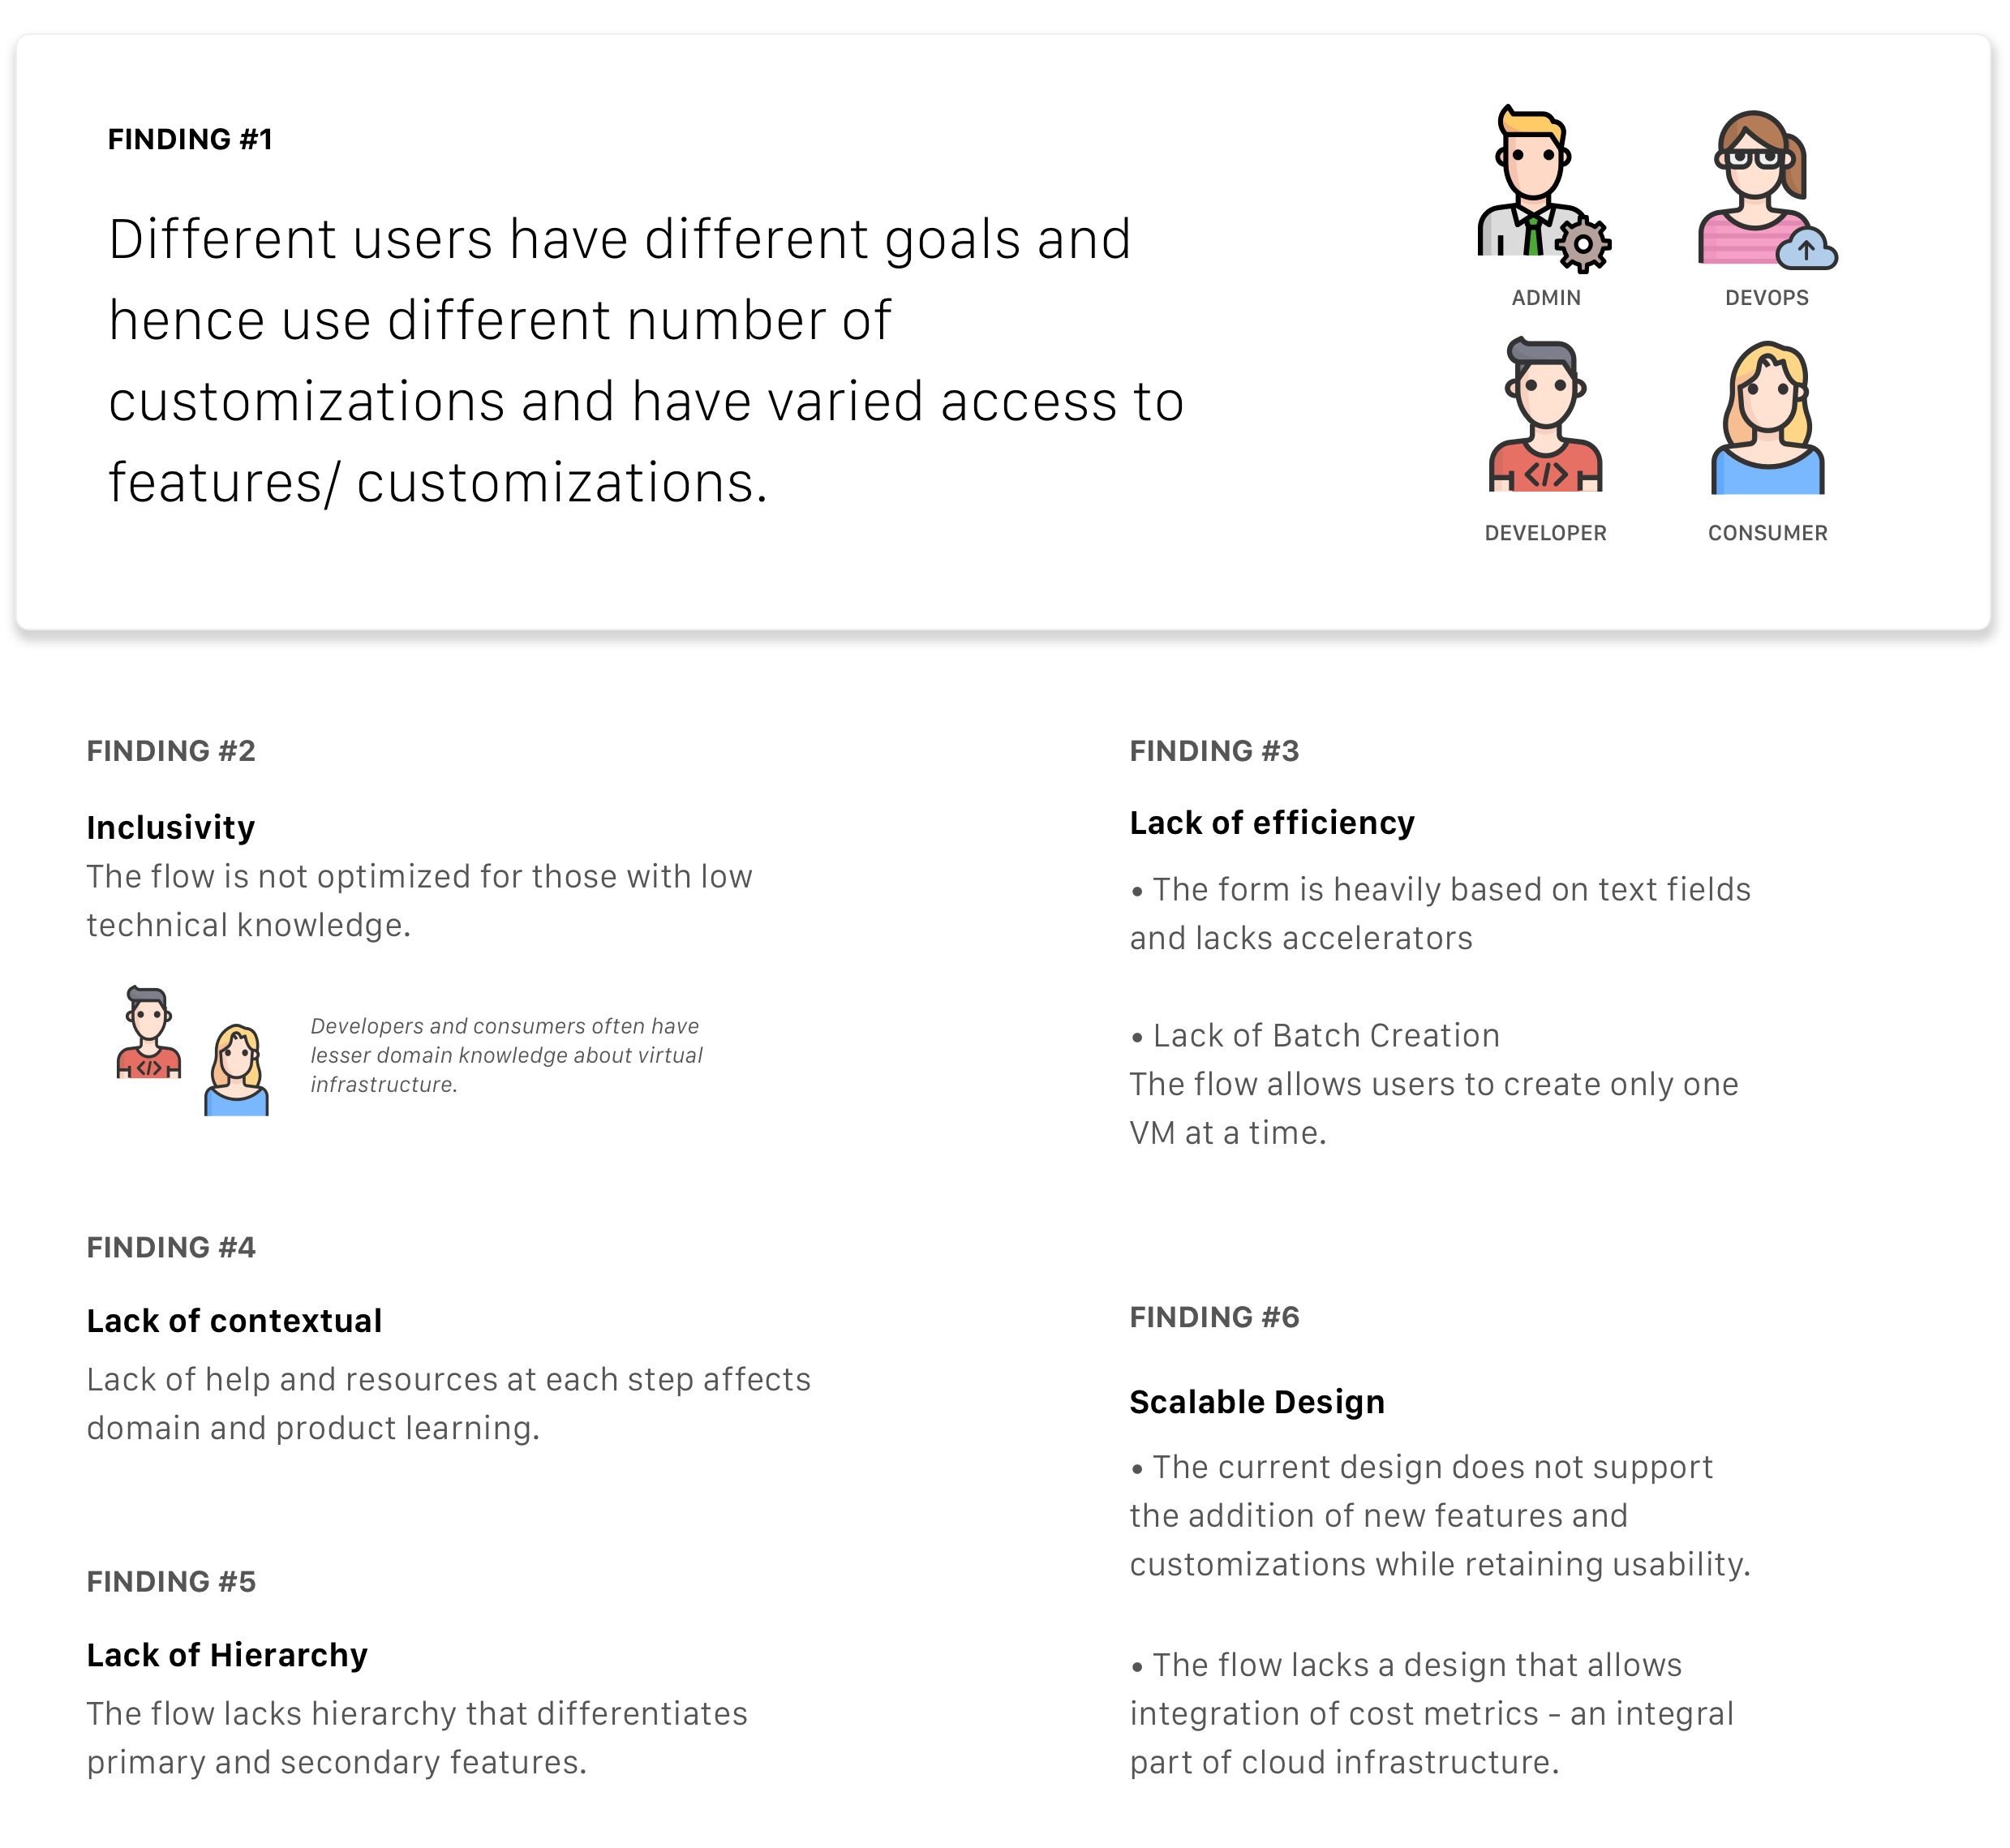 FINDING #1
Different users have different goals and
hence use different number of
customizations and have varied access to
features/ customizations.
ADMIN
DEVOPS
</>
DEVELOPER
CONSUMER
FINDING #2
Inclusivity
The flow is not optimized for those with low
technical knowledge.
</>
Developers and consumers often have
lesser domain knowledge about virtual
infrastructure.
FINDING #3
Lack of efficiency
• The form is heavily based on text fields
and lacks accelerators
• Lack of Batch Creation
The flow allows users to create only one
VM at a time.
FINDING #4
Lack of contextual
Lack of help and resources at each step affects
domain and product learning.
FINDING #5
Lack of Hierarchy
The flow lacks hierarchy that differentiates
primary and secondary features.
FINDING #6
Scalable Design
• The current design does not support
the addition of new features and
customizations while retaining usability.
• The flow lacks a design that allows
integration of cost metrics - an integral
part of cloud infrastructure.